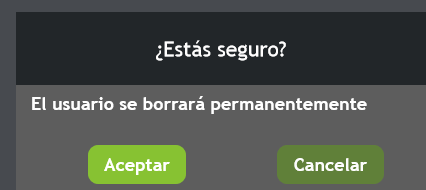 ¿Estás seguro?
El usuario se borrará permanentemente
Aceptar Cancelar